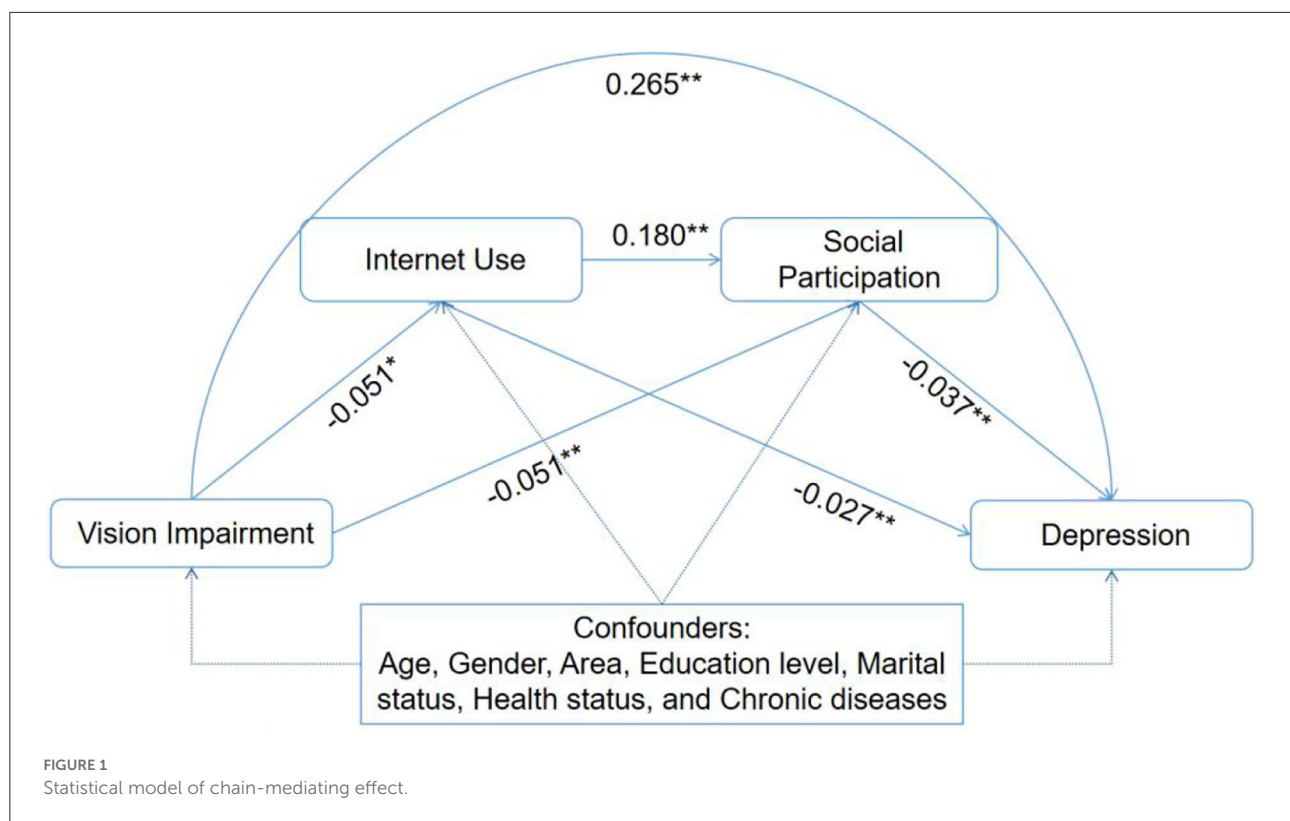 0.265**
Internet Use
0.180**
Social
Participation
-0.051*
-0.051**
-0.037**
-0.027**
Vision Impairment
Depression
Confounders:
Age, Gender, Area, Education level, Marital
status, Health status, and Chronic diseases
FIGURE 1
Statistical model of chain-mediating effect.